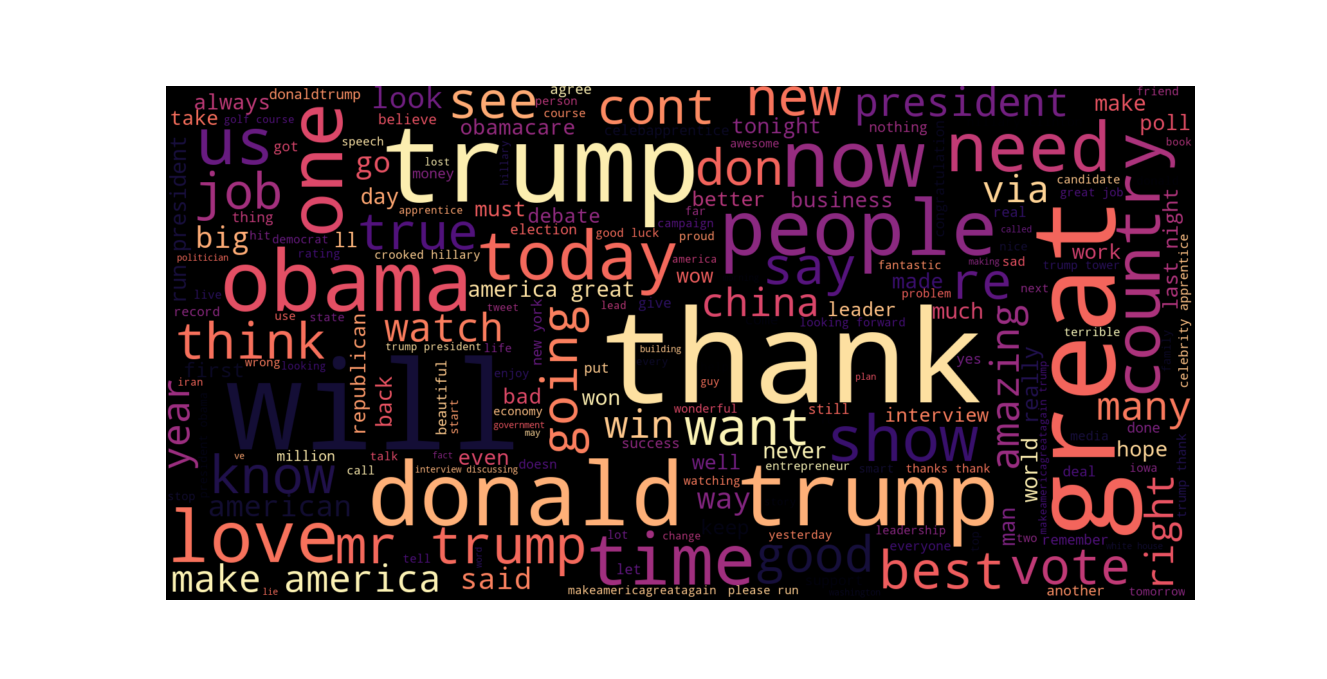 donaldtrump
always
take
golf course
look
believe
see
agree
person
course
cont
new
president
make
friend
poll
book
us
got
one
speech
go
trump
lost
money
hillary
obamacare
celebapprentice
tonight
awesome
nothing
don
now
need
country
job
thing
day
apprentice
must
debate
better
business
via
candidate
great job
run president
big
hit
democrat
ll
true
rating
election
good luck
far
campaign
proud
people
real
called
nice
great
last night
politician
crooked hillary
today
america
wow
say
fantastic
re
making
sad
work
trump tower
obama
america great
live
record
use
state
tweet
lead
give
china
leader
made
problem
much
next
think
watch
new york
going
thank
looking forward
terrible
celebrity apprentice
wrong
looking
republican
trump president
life
building
yes
amazing
really
first
year
iran
will
back
beautiful
start
enjoy
put
guy
plan
bad
won
economy
government
may
win
wonderful
want
still
interview
show
many
success
never
media
done
hope
world
makeamericagreatagain trump
ve
million
talk
fact
even
doesn
well
entrepreneur
smart
thanks thank
deal
iowa
know
call
interview discussing
watching
way
stop
american
donald trump
man
right
trump thank
love
mr trump
lot
change
yesterday
keep
leadership
two
remember
time
good
everyone
tell
let
best
vote
make america
lie
said
makeamericagreatagain
please run
another
tomorrow